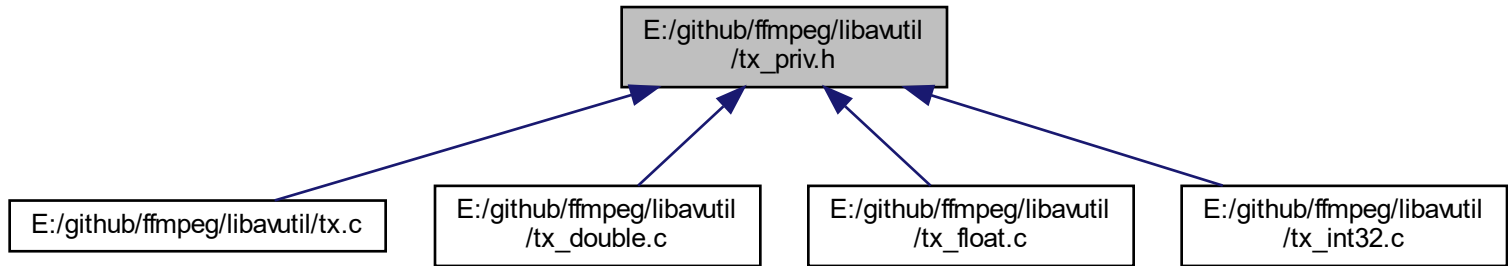 E:/github/ffmpeg/libavutil
/tx_priv.h
E:/github/ffmpeg/libavutil/tx.c
E:/github/ffmpeg/libavutil
/tx_double.c
E:/github/ffmpeg/libavutil
/tx_float.c
E:/github/ffmpeg/libavutil
/tx_int32.c